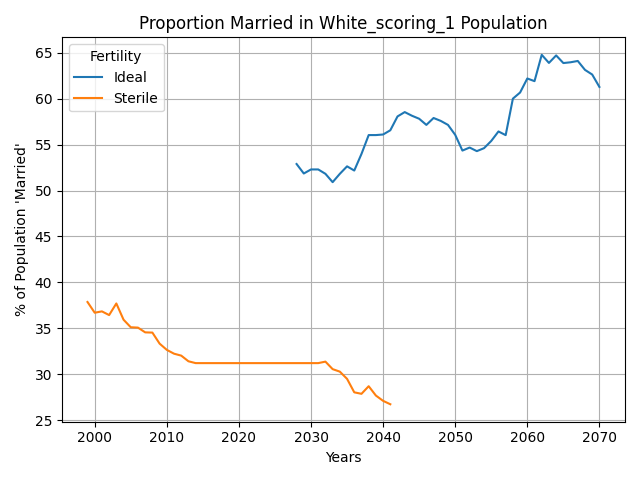 Proportion Married in White_scoring_1 Population
Fertility
Ideal
Sterile
% of Population 'Married'
65
60
55
50
45
40
35
30
25
2000 2010 2020 2030 2040 2050 2060 2070
Years